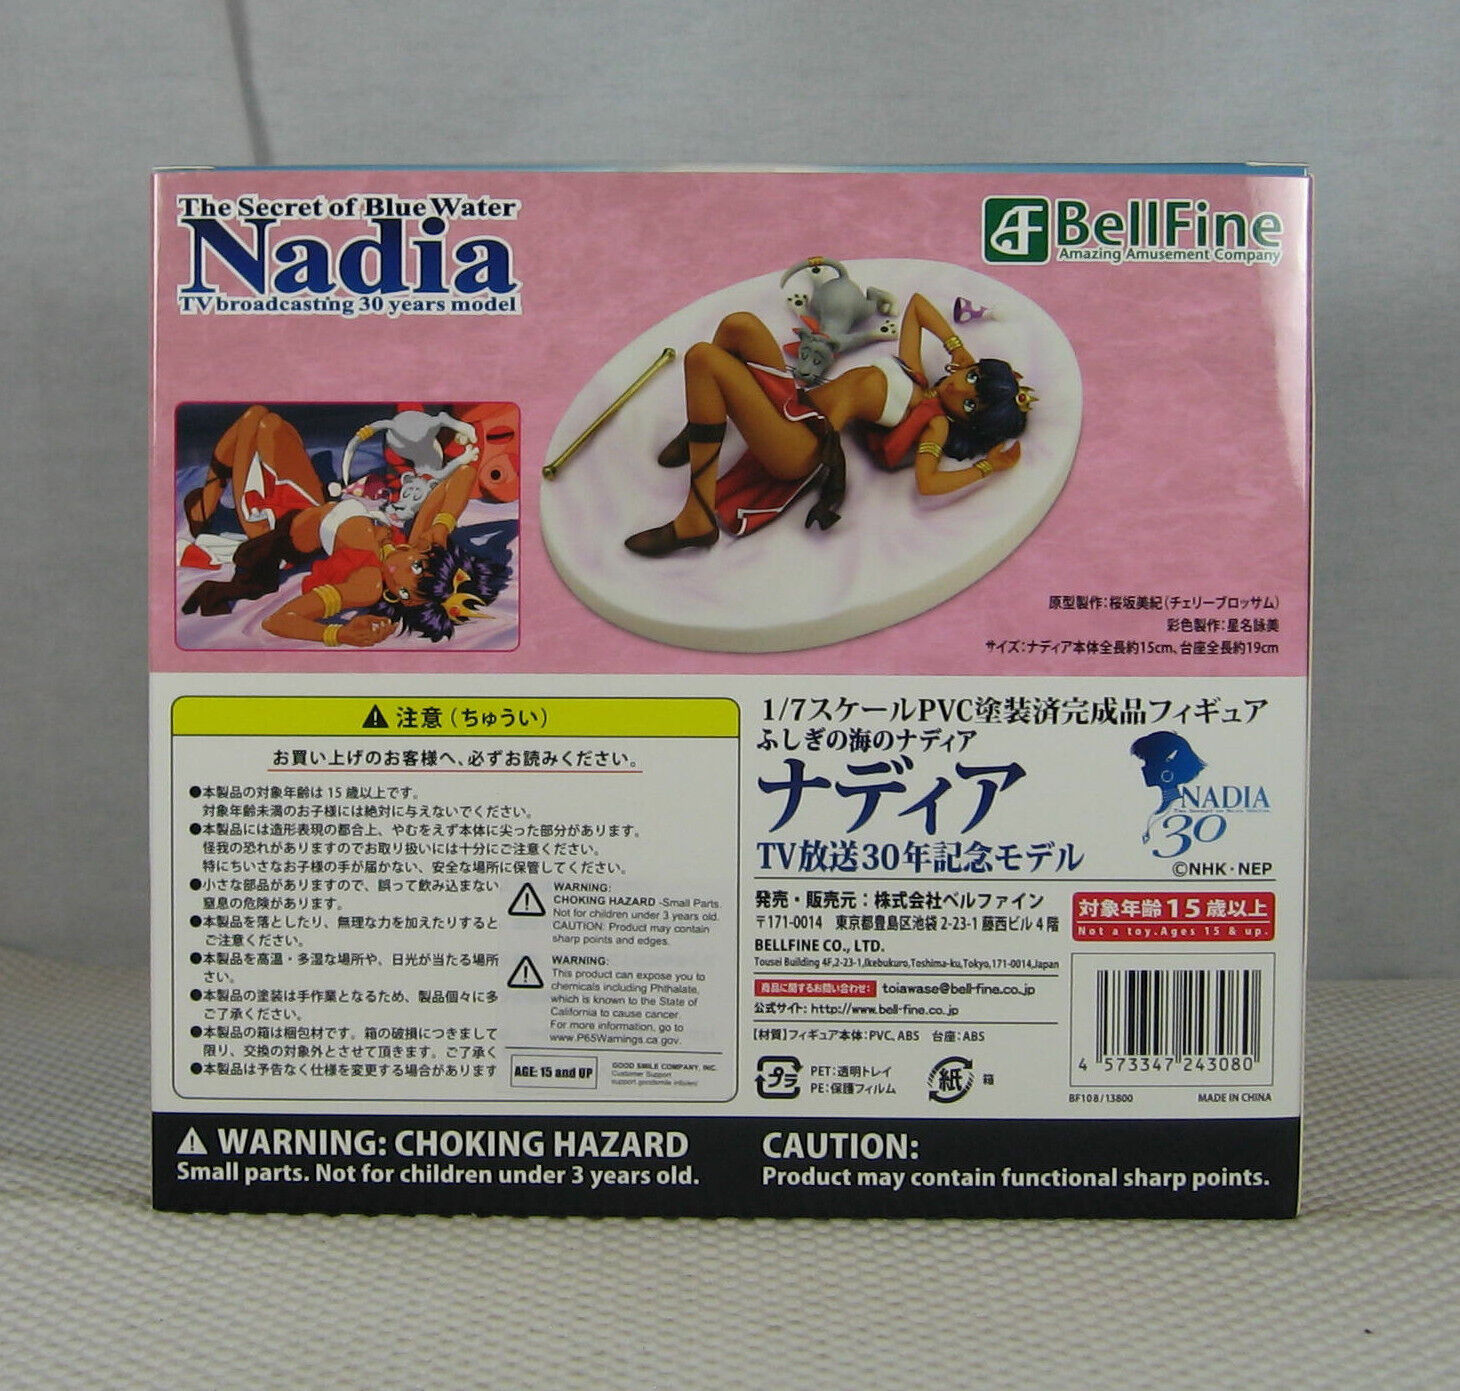 The Secret of Blue Water
Nadia
TV broadcasting 30 years model
BellFine
Amazing Amusement Company
原型製作：桜坂美紀（チェリーブロッサム）
彩色製作：星名詠美
サイズ：ナディア本体全長約15cm、台座全長約19cm
注意（ちゅうい）
お買い上げのお客様へ、必ずお読みください。
●本製品の対象年齢は15歳以上です。
対象年齢未満のお子様には絶対に与えないでください。
●本製品には造形表現の都合上、やむをえず本体に尖った部分があります。
怪我の恐れがありますのでお取り扱いには十分にご注意ください。
特にちいさなお子様の手が届かない、安全な場所に保管してください。
●小さな部品がありますので、誤って飲み込まない
窒息の危険があります。
●本製品を落としたり、無理な力を加えたりすると
ご注意ください。
●本製品を高温・多湿な場所や、日光が当たる場所
さい。
●本製品の塗装は手作業となるため、製品個々に多
ご了承ください。
●本製品の箱は梱包材です。箱の破損につきまして
限り、交換の対象外とさせて頂きます。ご了承く
●本製品は予告なく仕様を変更する場合があります
WARNING:
CHOKING HAZARD -Small Parts.
Not for children under 3 years old.
CAUTION: Product may contain
sharp points and edges.
WARNING:
This product can expose you to
chemicals including Phthalate,
which is known to the State of
California to cause cancer.
For more information, go to
www.P65Warnings.ca.gov.
AGE: 15 and UP
GOOD SMILE COMPANY, INC.
Customer Support
support.goodsmile.info/en/
1/7スケールPVC塗装済完成品フィギュア
ふしぎの海のナディア
ナディア
TV放送30年記念モデル
NADIA
30
©NHK・NEP
発売・販売元：株式会社ベルファイン
〒171-0014 東京都豊島区池袋 2-23-1 藤西ビル 4 階
BELLFINE CO., LTD.
Tousei Building 4F,2-23-1,Ikebukuro,Toshima-ku,Tokyo,171-0014,Japan
商品に関するお問い合わせ： toiawase@bell-fine.co.jp
公式サイト：http://www.bell-fine.co.jp
【材質】フィギュア本体：PVC, ABS 台座：ABS
プラ
PET：透明トレイ
PE：保護フィルム
紙
箱
対象年齢15歳以上
Not a toy.Ages 15 & up.
4 573347 243080
BF108/13800
MADE IN CHINA
WARNING: CHOKING HAZARD
Small parts. Not for children under 3 years old.
CAUTION:
Product may contain functional sharp points.